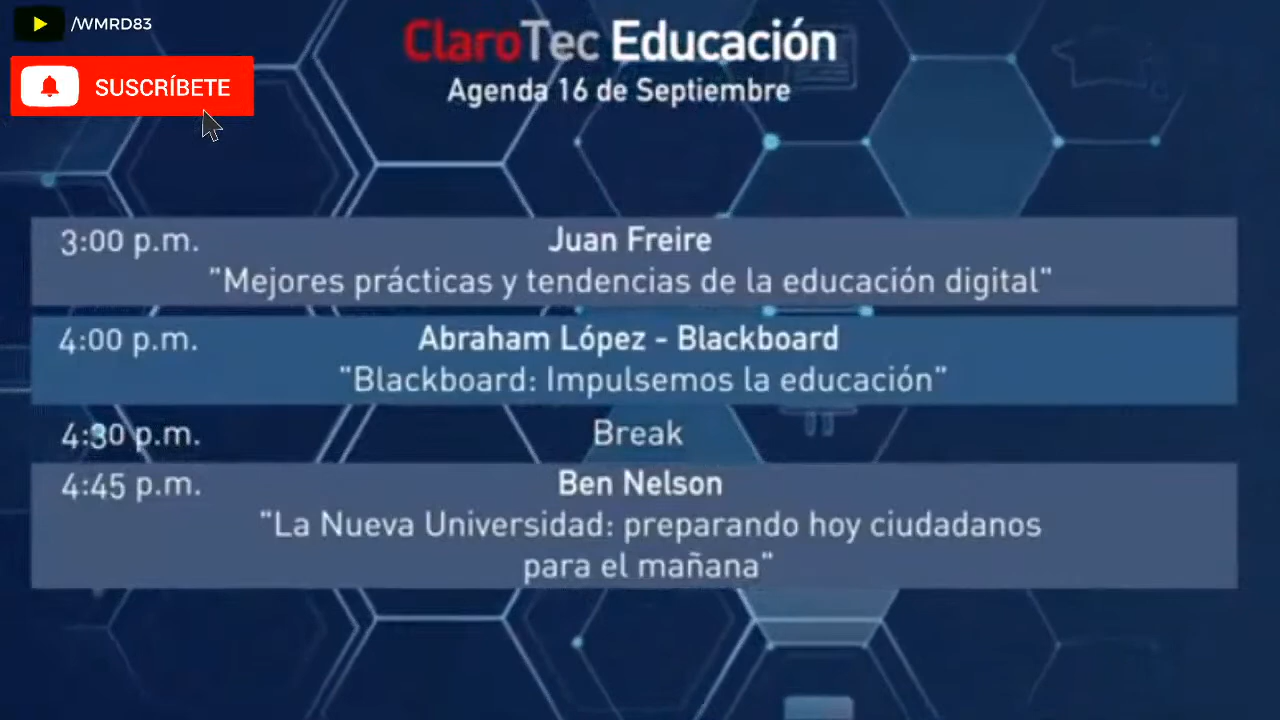 /WMRD83
SUSCRÍBETE
ClaroTec Educación
Agenda 16 de Septiembre
3:00 p.m. Juan Freire
"Mejores prácticas y tendencias de la educación digital"
4:00 p.m. Abraham López - Blackboard
"Blackboard: Impulsemos la educación"
4:30 p.m. Break
4:45 p.m. Ben Nelson
"La Nueva Universidad: preparando hoy ciudadanos
para el mañana"